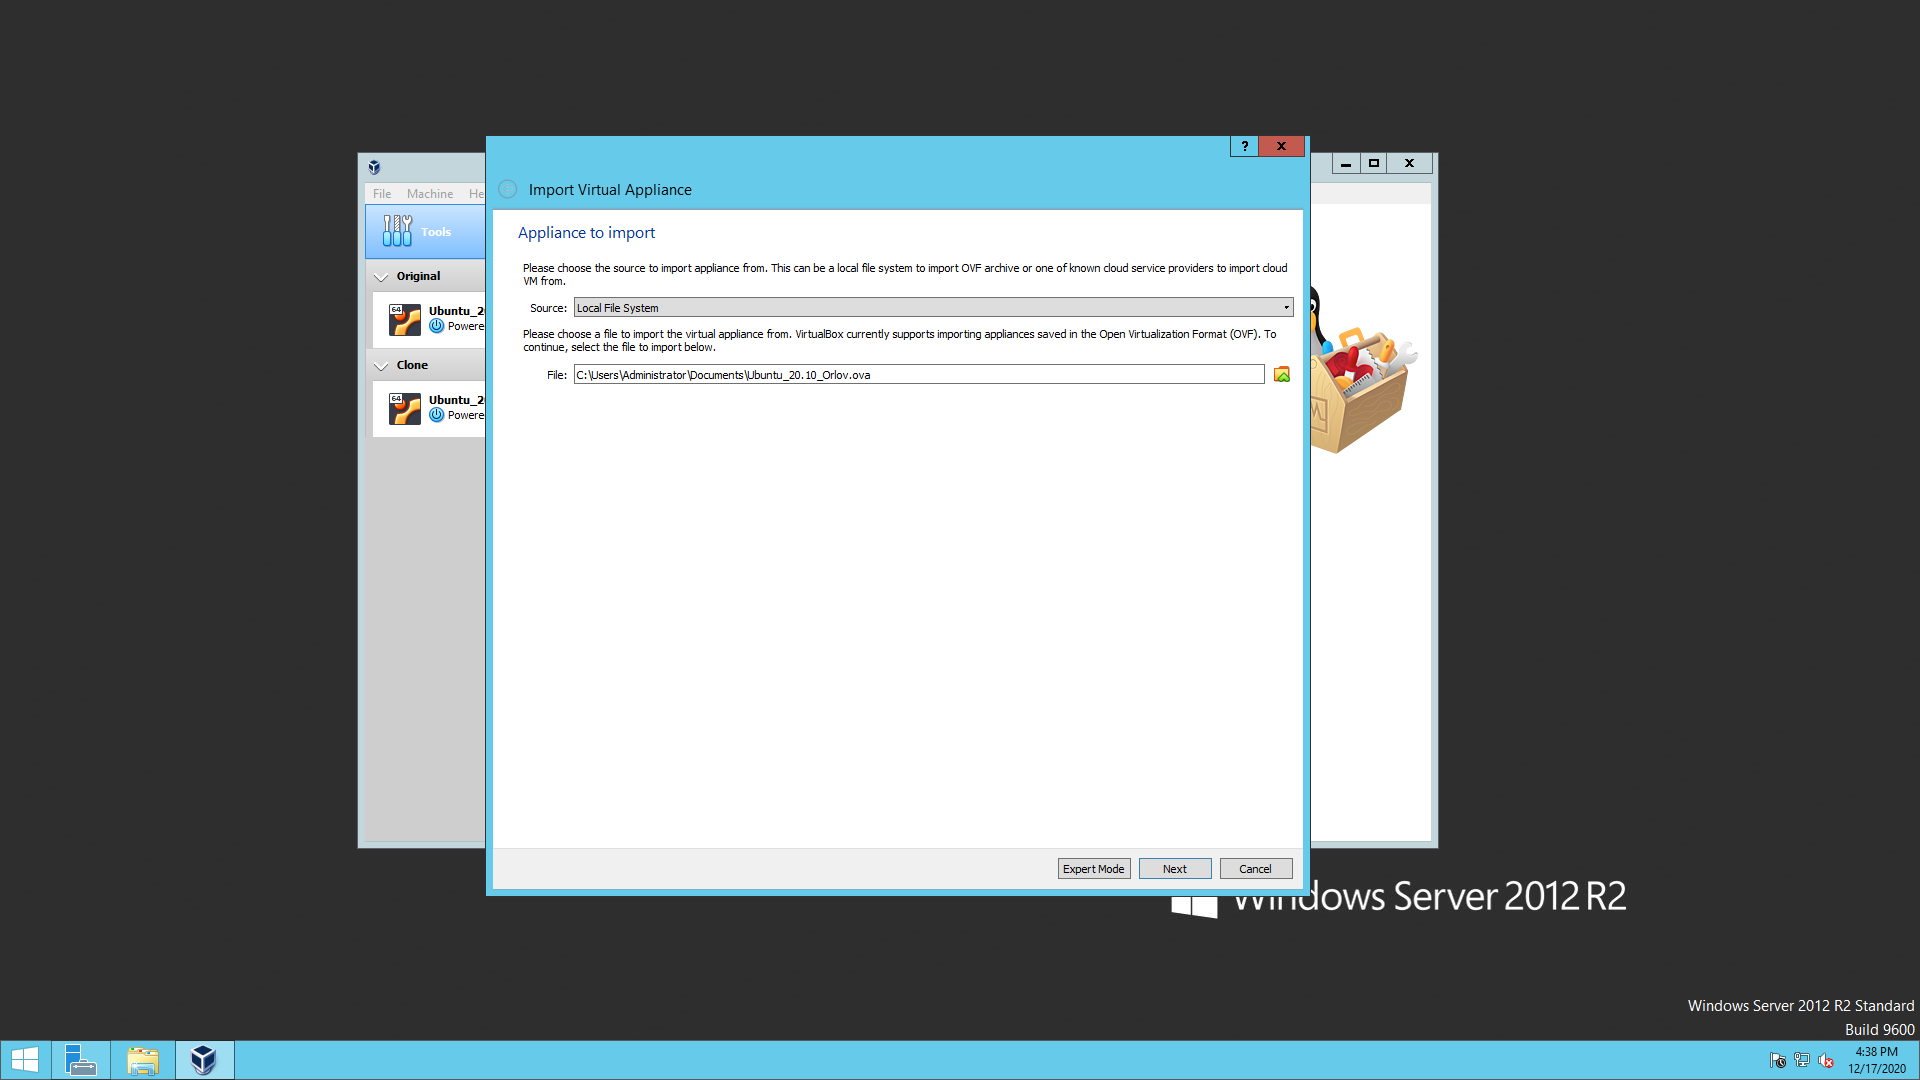 ?
Import Virtual Appliance
File Machine He
Tools
Original
64
Ubuntu_2
Powere
Clone
64
Ubuntu_2
Powere
Appliance to import
Please choose the source to import appliance from. This can be a local file system to import OVF archive or one of known cloud service providers to import cloud
VM from.
Source: Local File System
Please choose a file to import the virtual appliance from. VirtualBox currently supports importing appliances saved in the Open Virtualization Format (OVF). To
continue, select the file to import below.
File: C:\Users\Administrator\Documents\Ubuntu_20.10_Orlov.ova
Expert Mode Next Cancel
Windows Server 2012 R2
Windows Server 2012 R2 Standard
Build 9600
4:38 PM
12/17/2020